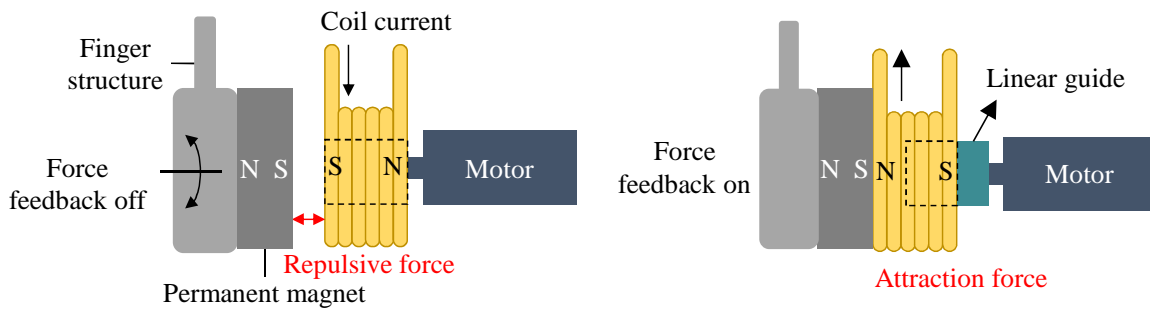 Coil current
Finger
structure
Force
feedback off
N S
S
N
Motor
Repulsive force
Permanent magnet
Linear guide
Force
feedback on
N S
N
S
Motor
Attraction force